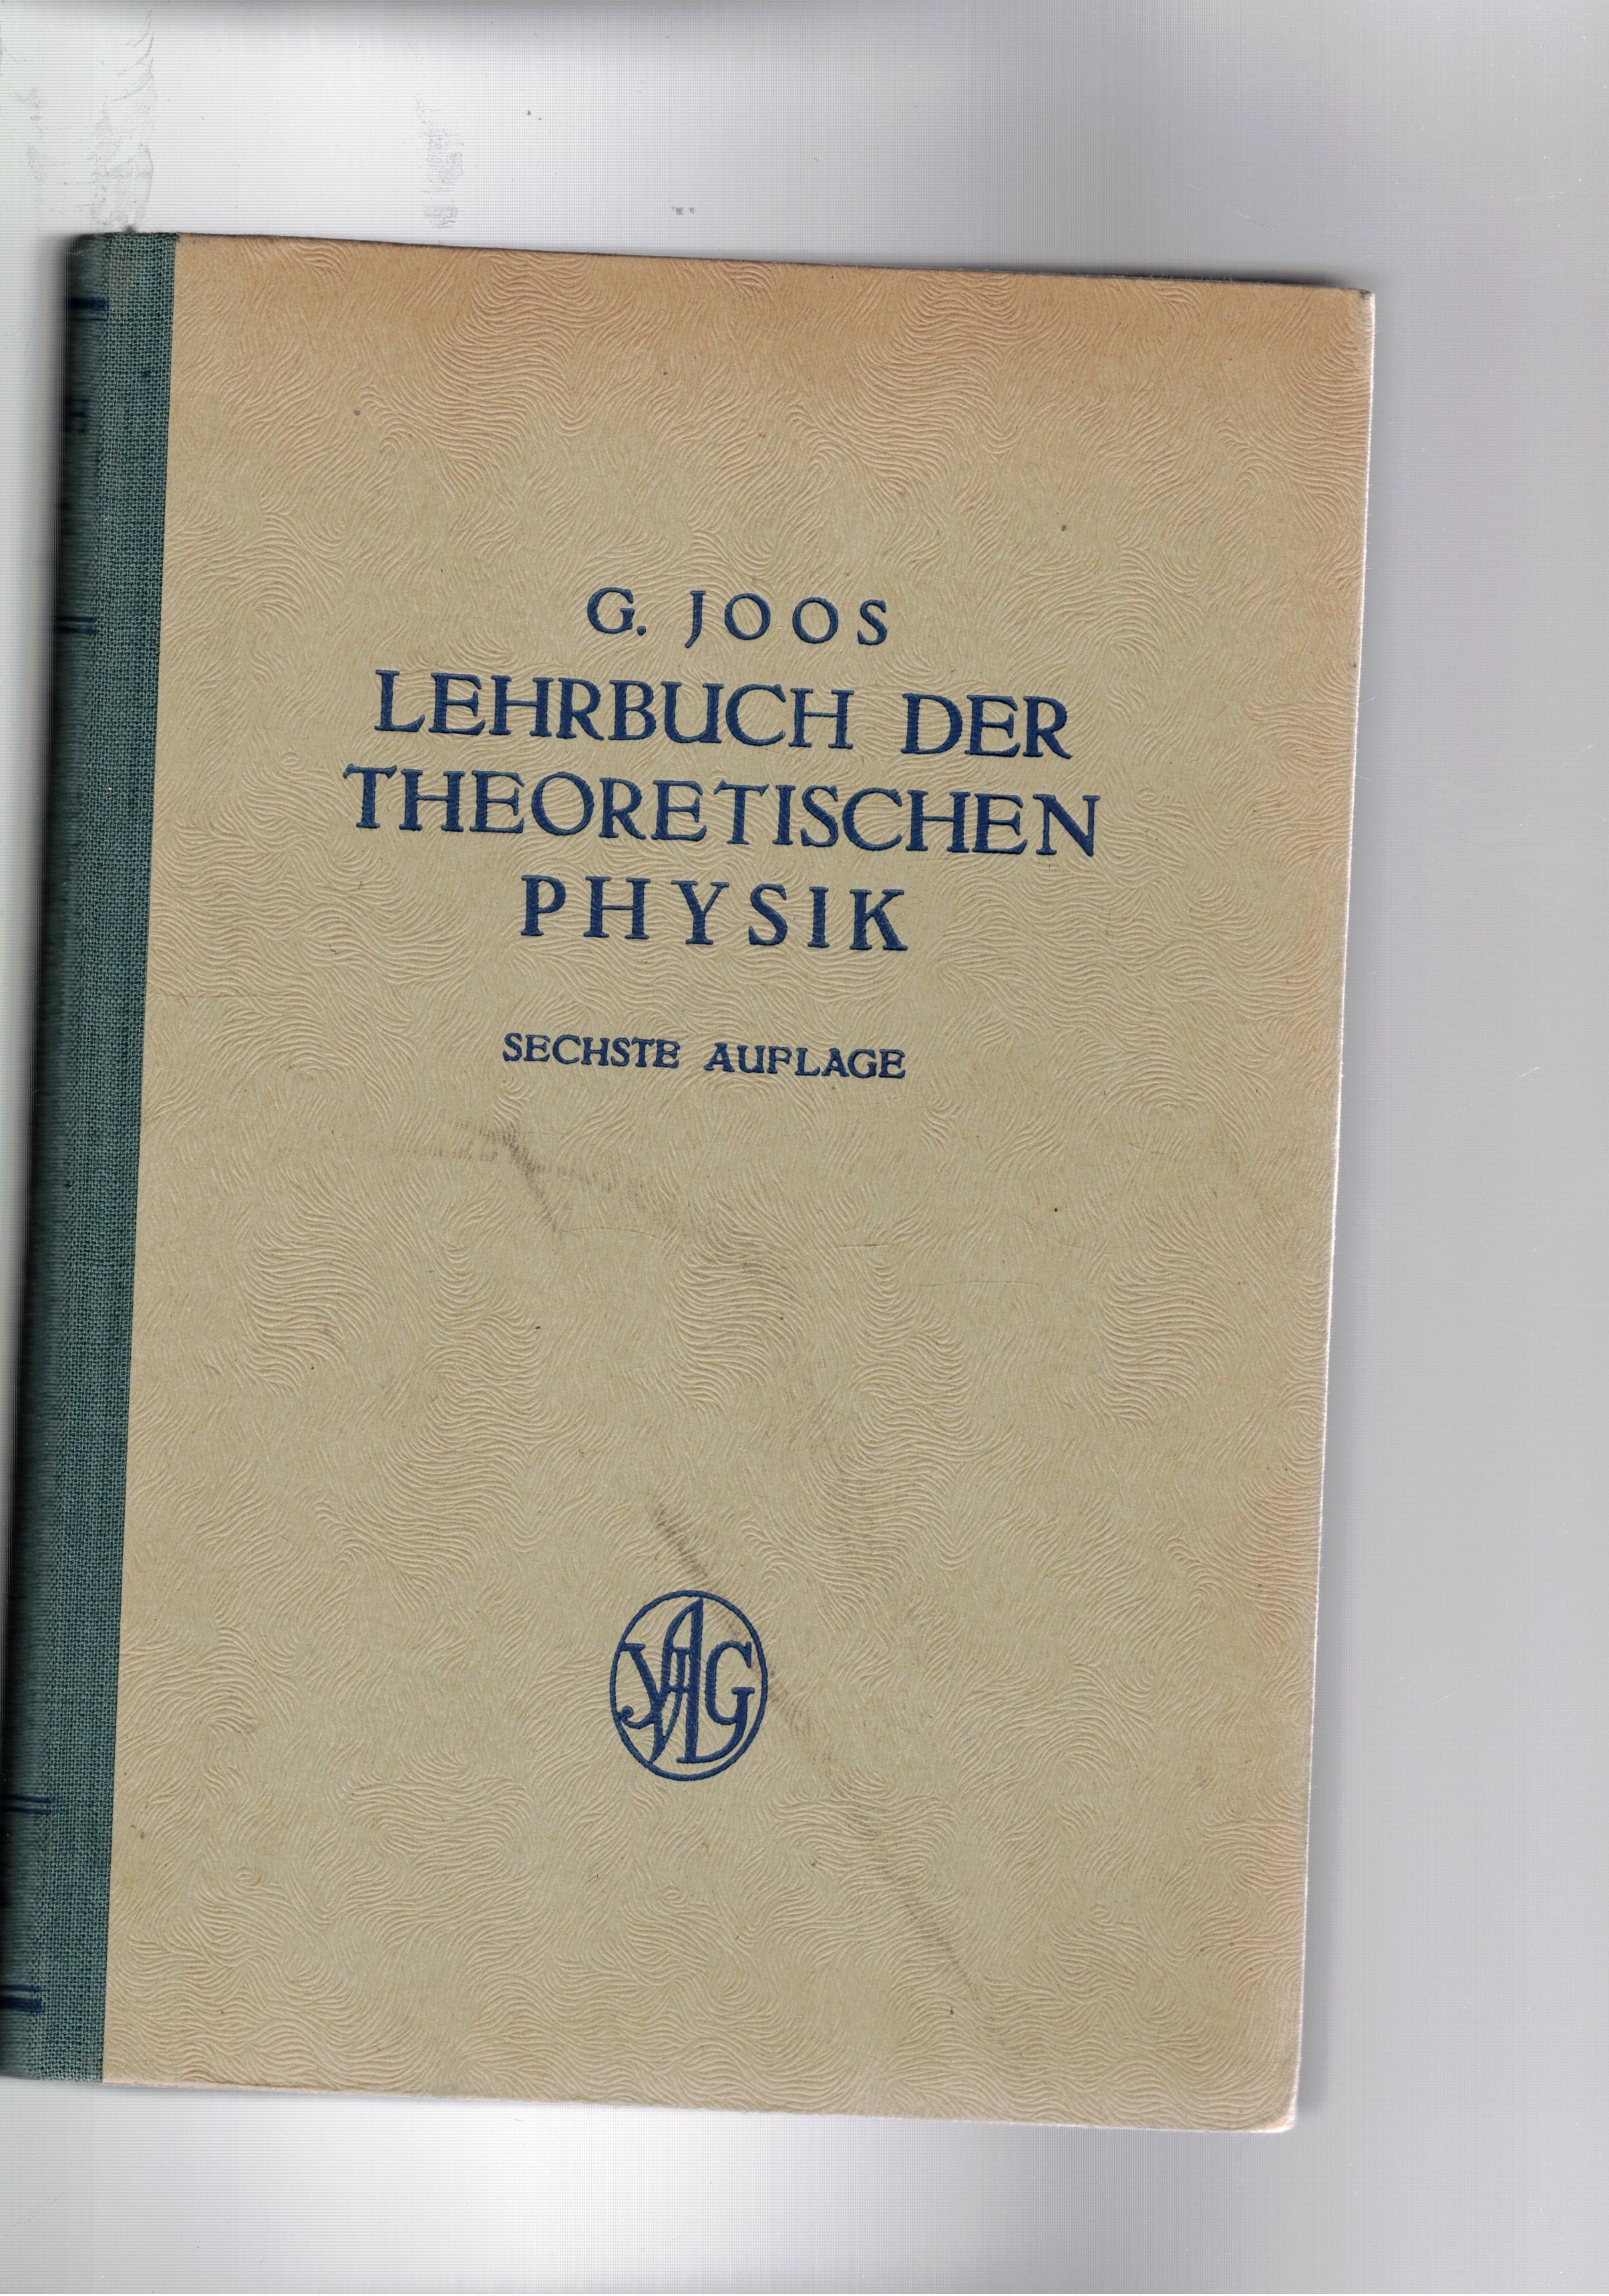 G. JOOS
LEHRBUCH DER
THEORETISCHEN
PHYSIK
SECHSTE AUFLAGE